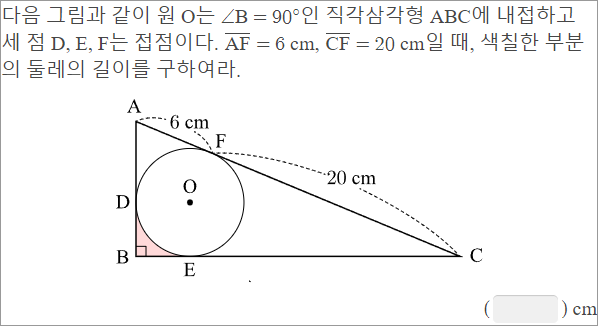 다음 그림과 같이 원 O는 ∠B = 90°인 직각삼각형 ABC에 내접하고
세 점 D, E, F는 접점이다. A̅F̅ = 6 cm, C̅F̅ = 20 cm일 때, 색칠한 부분
의 둘레의 길이를 구하여라.
A
6 cm
F
20 cm
O
D
B
E
C
( ) cm